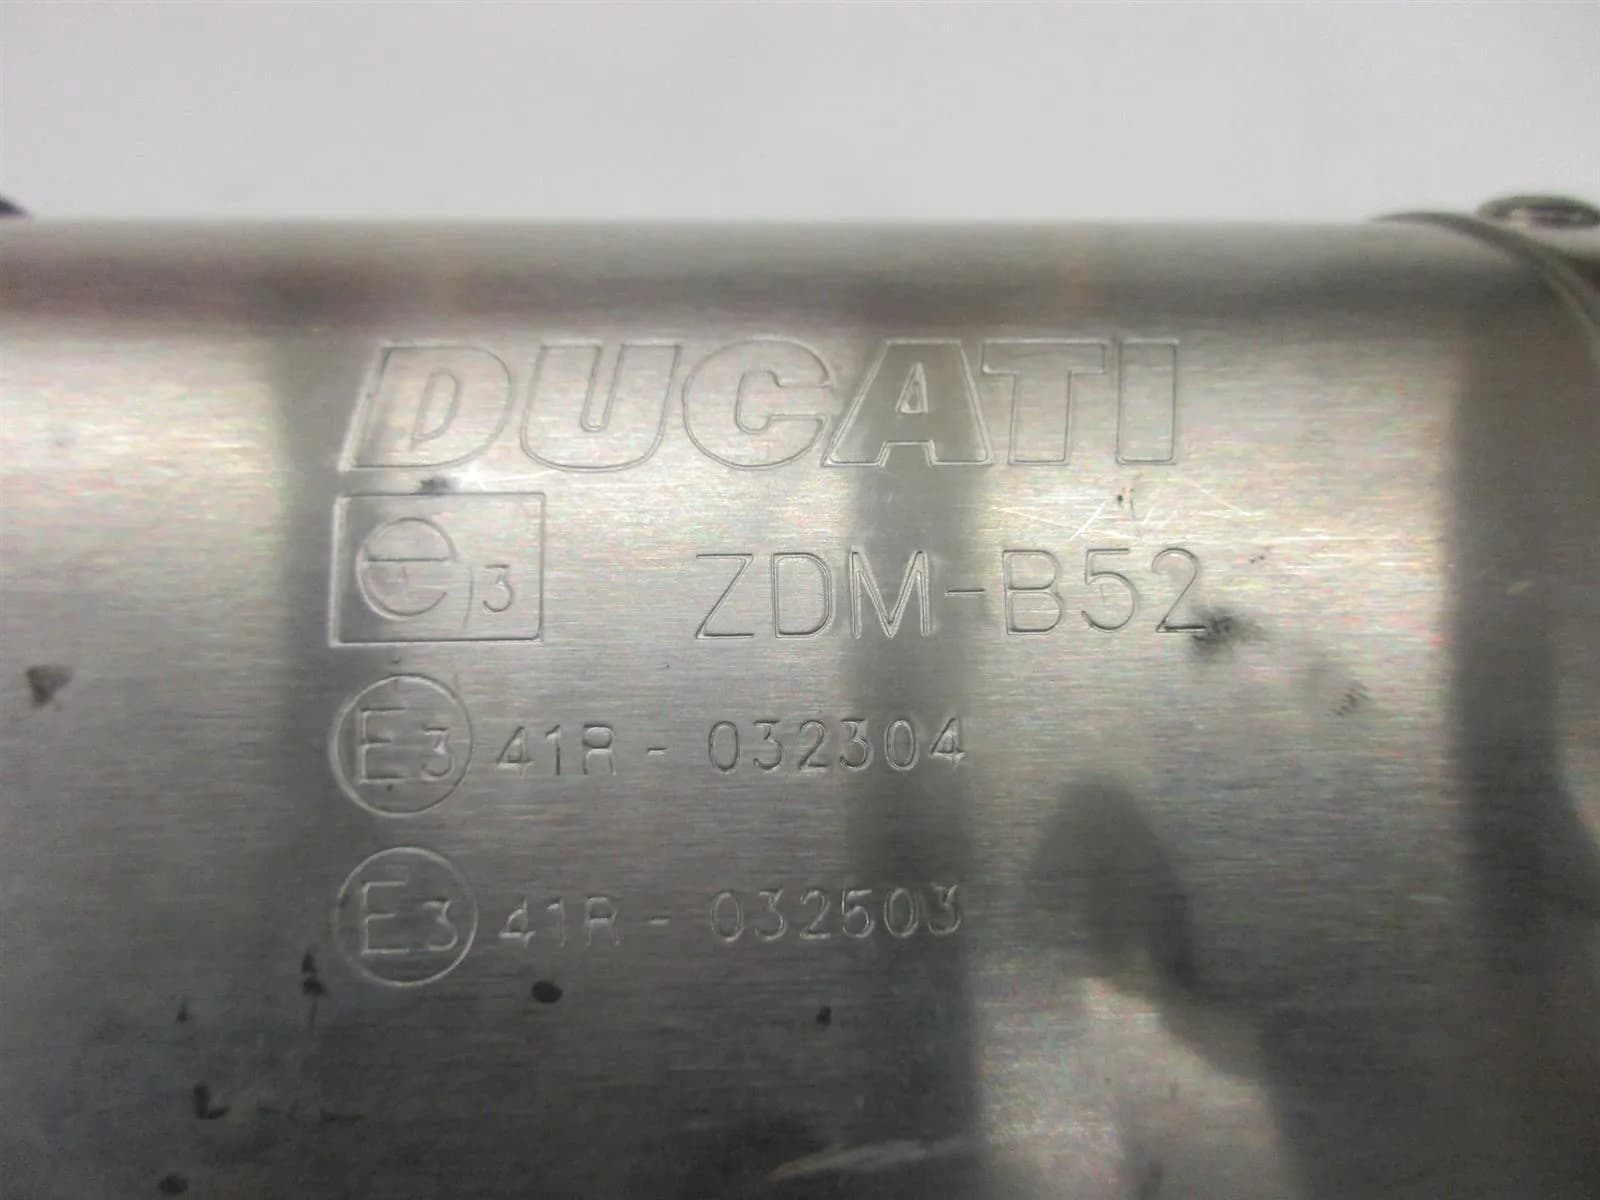 DUCATI
e3 ZDM-B52
E3 41R - 032304
E3 41R - 032503